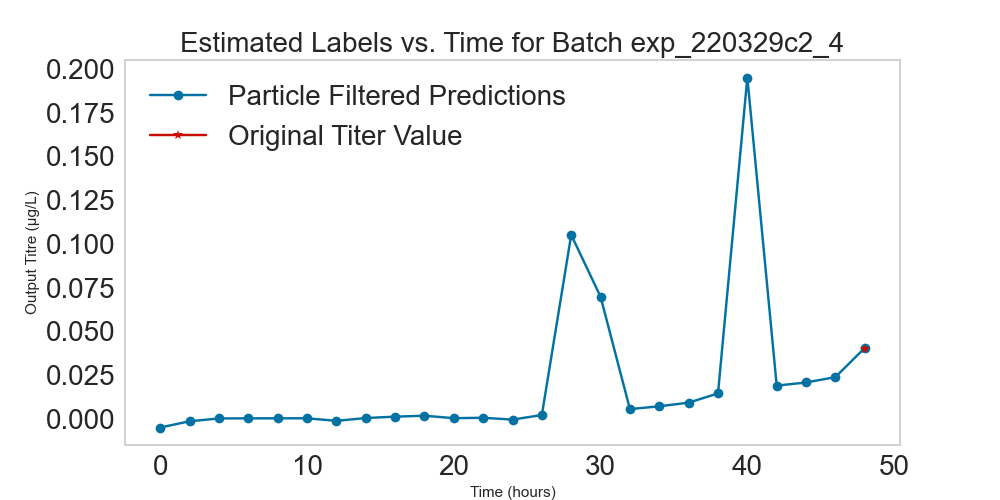 Estimated Labels vs. Time for Batch exp_220329c2_4
Particle Filtered Predictions
Original Titer Value
Output Titre (µg/L)
0.200
0.175
0.150
0.125
0.100
0.075
0.050
0.025
0.000
0 10 20 30 40 50
Time (hours)